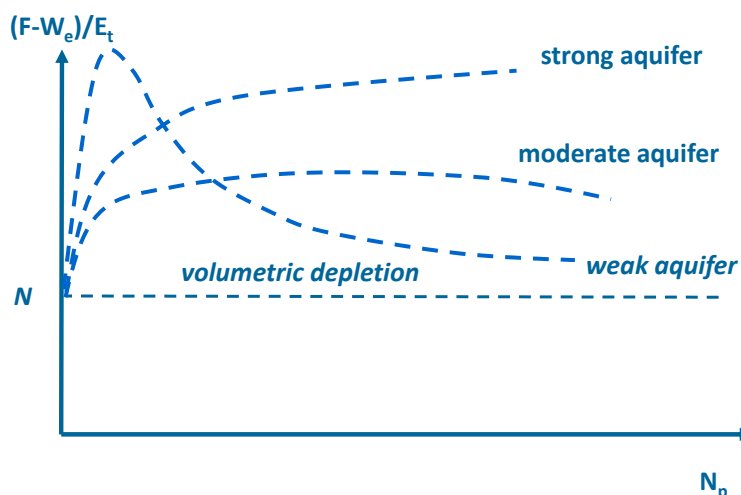 (F-Wₑ)/Eₜ
strong aquifer
moderate aquifer
volumetric depletion
weak aquifer
N
Nₚ